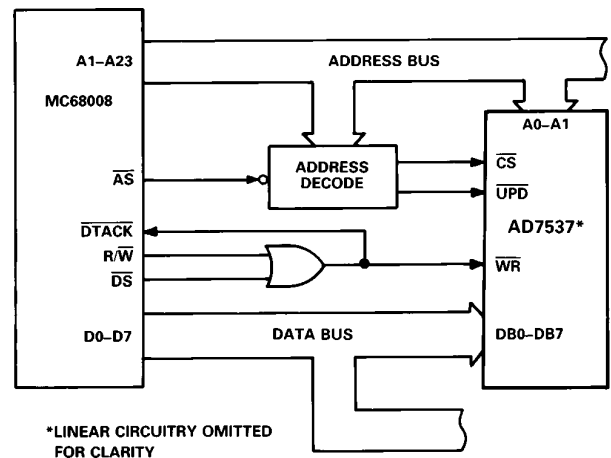 A1–A23
ADDRESS BUS
MC68008
A0–A1
AS
ADDRESS
DECODE
CS
UPD
AD7537*
DTACK
R/W
DS
WR
D0–D7
DATA BUS
DB0–DB7
*LINEAR CIRCUITRY OMITTED
FOR CLARITY